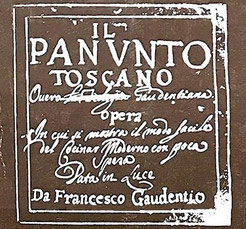 IL
PANVNTO
TOSCANO
Overo Gaudentiana
opera
In cui si mostra il modo facile
del Cucinar Moderno con poca
spesa
Data in Luce
Da Francesco Gaudentio